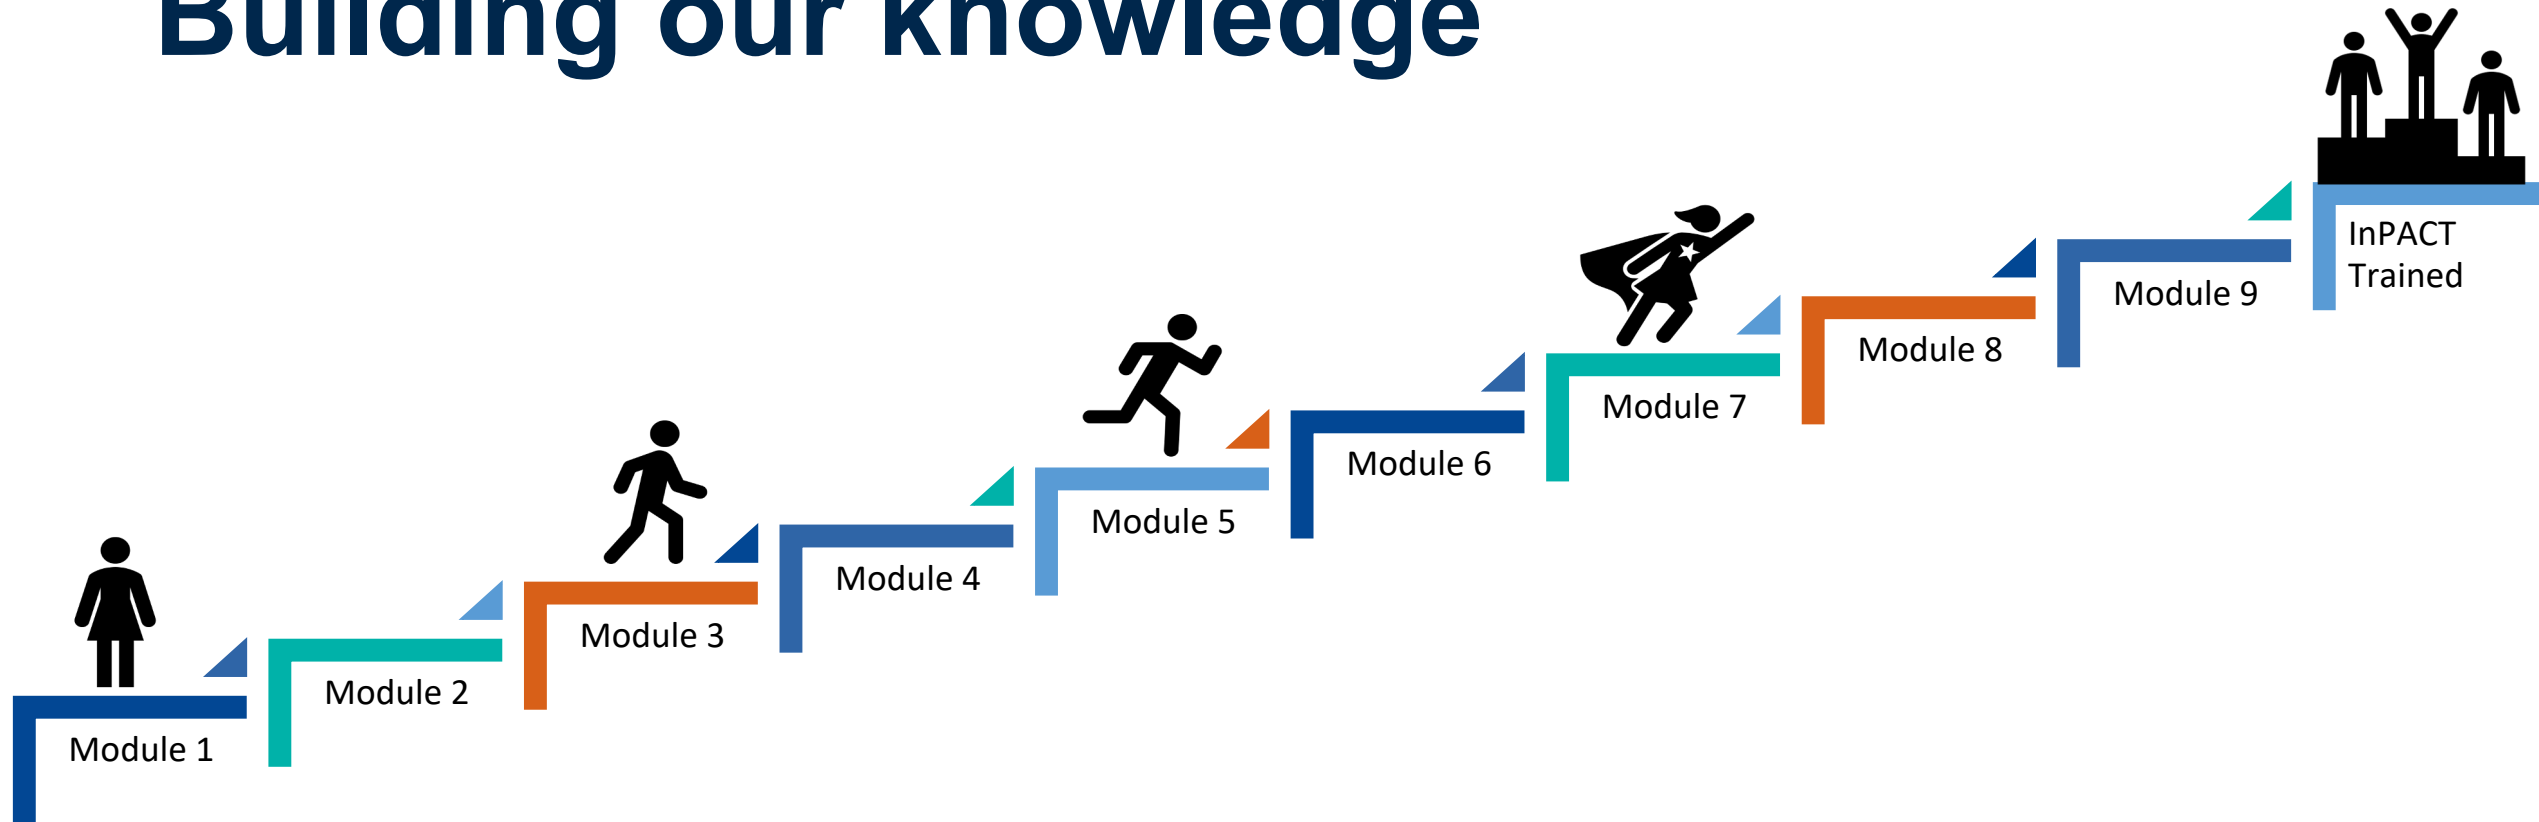 Building our knowledge
InPACT
Trained
Module 9
Module 8
Module 7
Module 6
Module 5
Module 4
Module 3
Module 2
Module 1